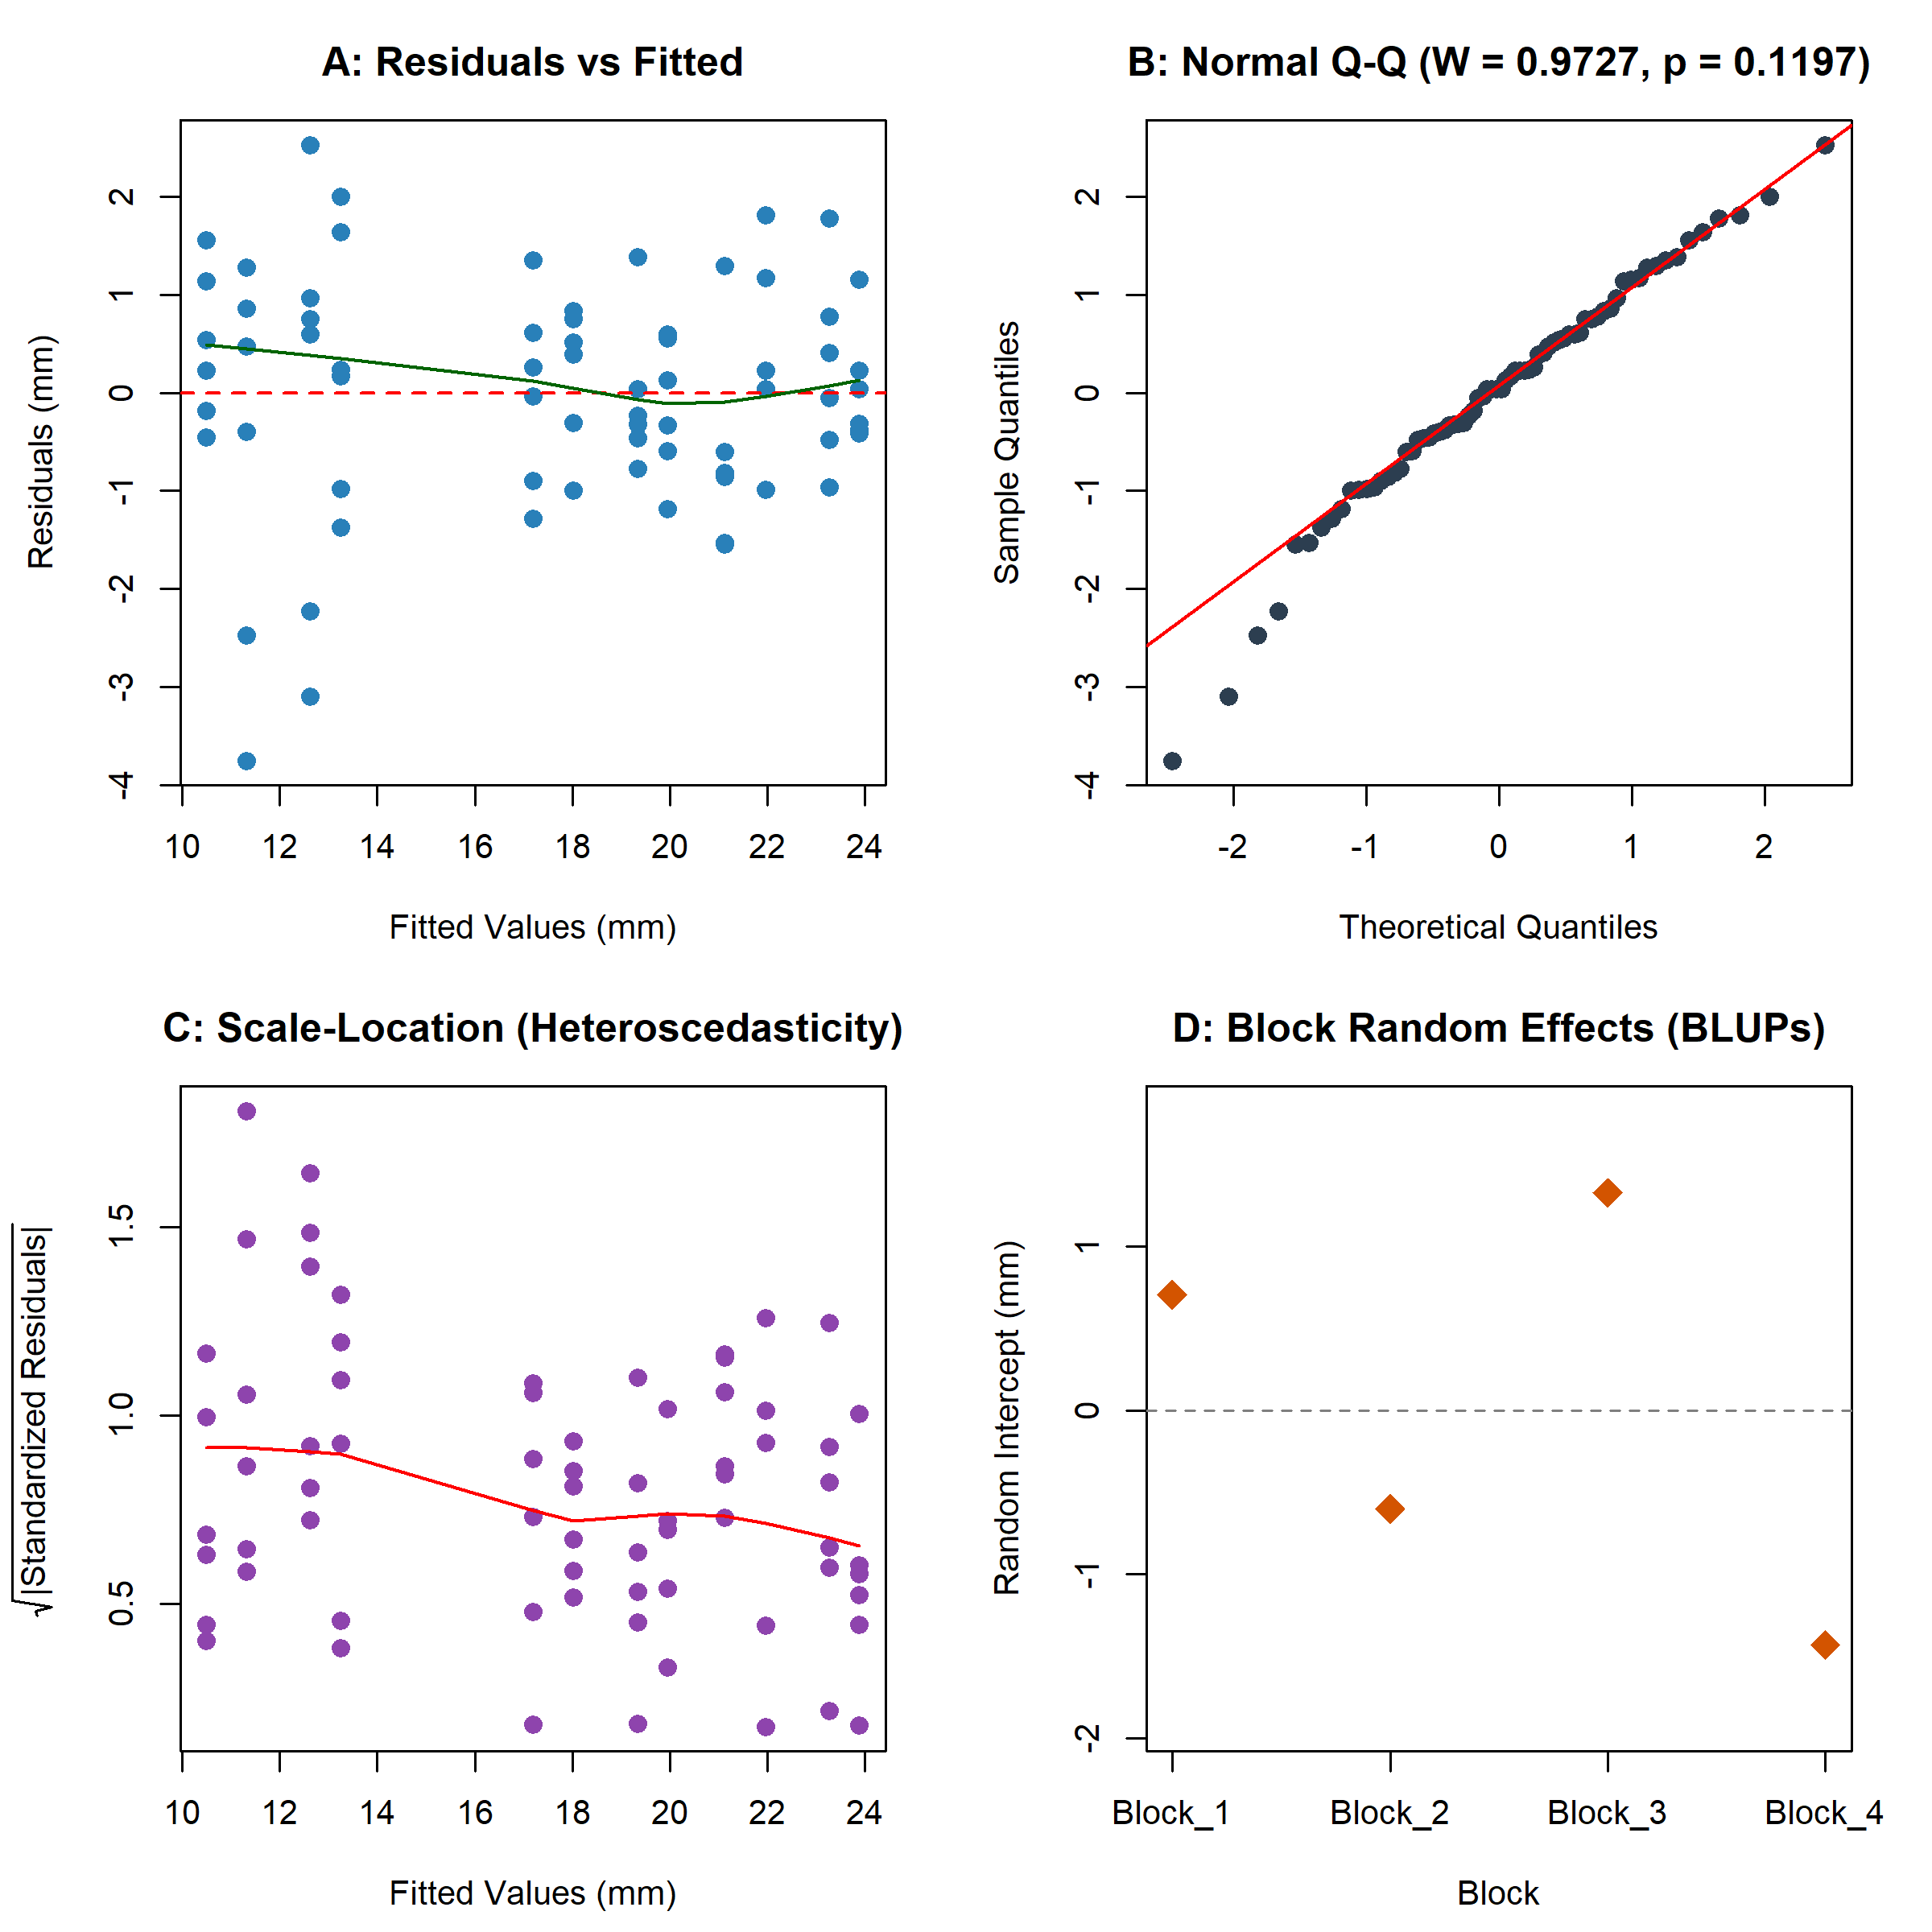 A: Residuals vs Fitted
Residuals (mm)
2
1
0
-1
-2
-3
-4
10 12 14 16 18 20 22 24
Fitted Values (mm)
B: Normal Q-Q (W = 0.9727, p = 0.1197)
Sample Quantiles
2
1
0
-1
-2
-3
-4
-2 -1 0 1 2
Theoretical Quantiles
C: Scale-Location (Heteroscedasticity)
√|Standardized Residuals|
1.5
1.0
0.5
10 12 14 16 18 20 22 24
Fitted Values (mm)
D: Block Random Effects (BLUPs)
Random Intercept (mm)
1
0
-1
-2
Block_1 Block_2 Block_3 Block_4
Block